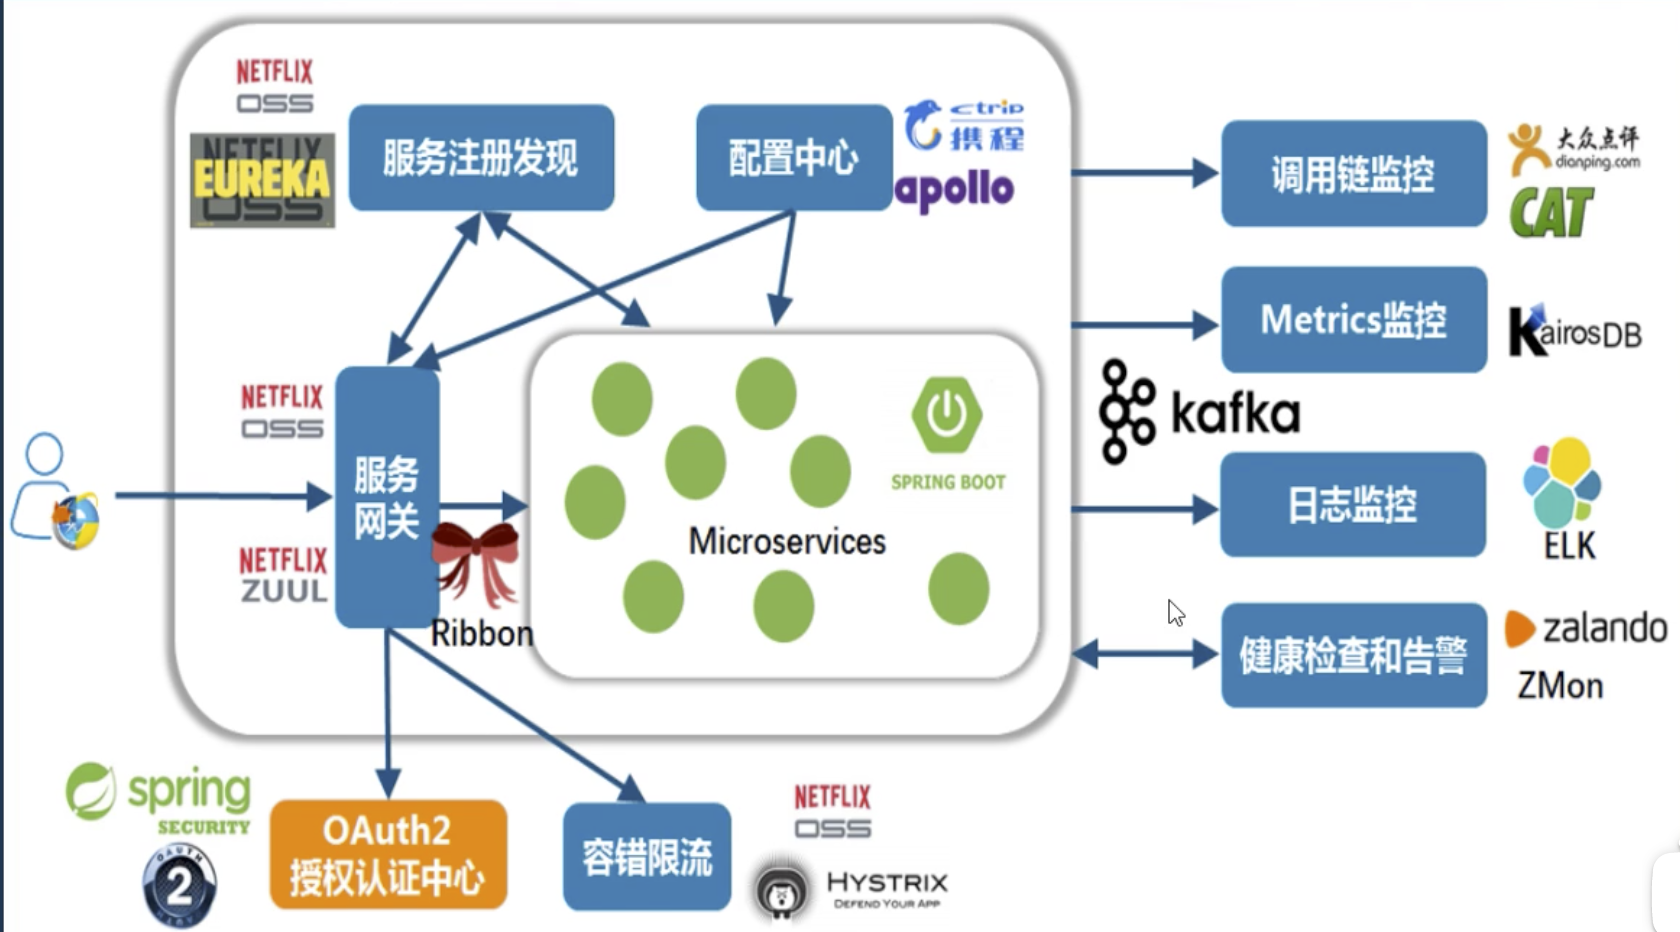 NETFLIX
OSS
NETFLIX
EUREKA
OSS
服务注册发现
配置中心
ctrip
携程
apollo
调用链监控
大众点评
dianping.com
CAT
Metrics监控
KairosDB
kafka
NETFLIX
OSS
服务
网关
NETFLIX
ZUUL
Ribbon
SPRING BOOT
Microservices
日志监控
ELK
健康检查和告警
zalando
ZMon
spring
SECURITY
OAUTH
2
OAuth2
授权认证中心
容错限流
NETFLIX
OSS
HYSTRIX
DEFEND YOUR APP